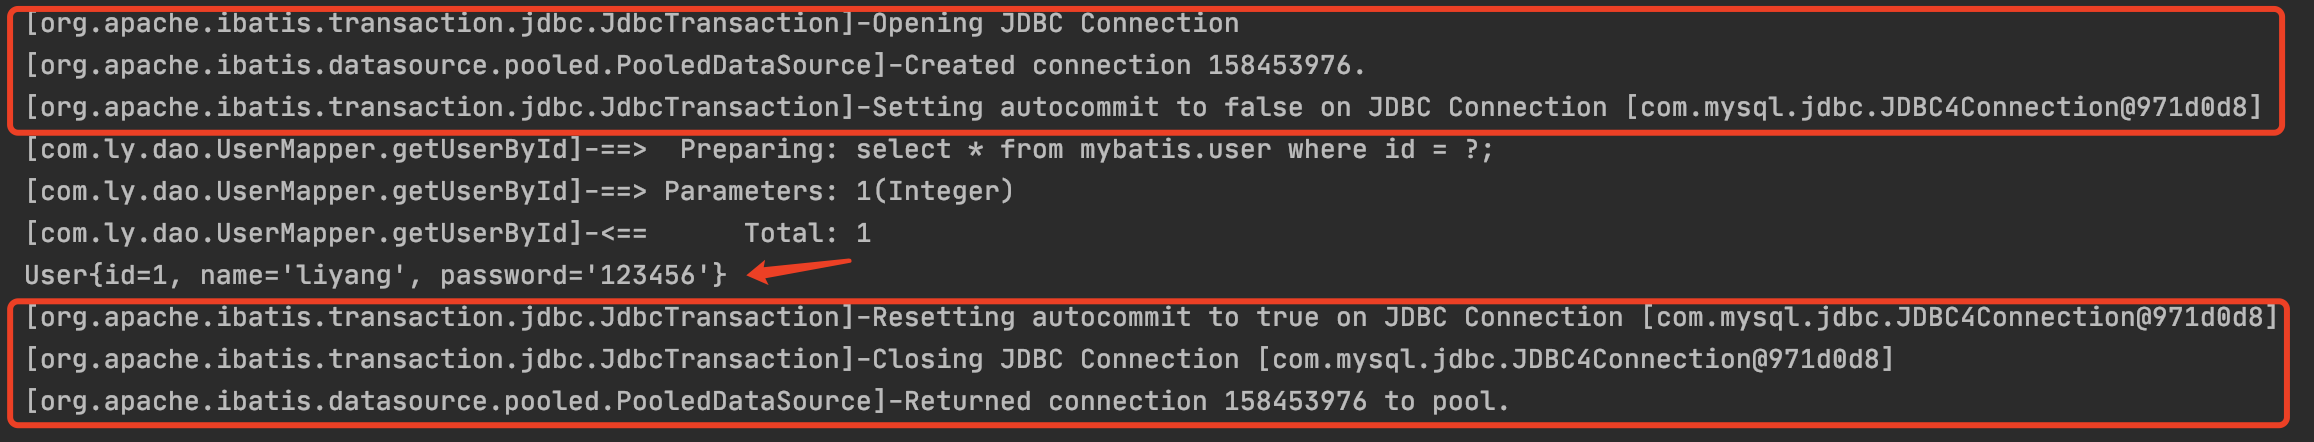 [org.apache.ibatis.transaction.jdbc.JdbcTransaction]-Opening JDBC Connection
[org.apache.ibatis.datasource.pooled.PooledDataSource]-Created connection 158453976.
[org.apache.ibatis.transaction.jdbc.JdbcTransaction]-Setting autocommit to false on JDBC Connection [com.mysql.jdbc.JDBC4Connection@971d0d8]
[com.ly.dao.UserMapper.getUserById]-==>  Preparing: select * from mybatis.user where id = ?;
[com.ly.dao.UserMapper.getUserById]-==> Parameters: 1(Integer)
[com.ly.dao.UserMapper.getUserById]-<==      Total: 1
User{id=1, name='liyang', password='123456'}
[org.apache.ibatis.transaction.jdbc.JdbcTransaction]-Resetting autocommit to true on JDBC Connection [com.mysql.jdbc.JDBC4Connection@971d0d8]
[org.apache.ibatis.transaction.jdbc.JdbcTransaction]-Closing JDBC Connection [com.mysql.jdbc.JDBC4Connection@971d0d8]
[org.apache.ibatis.datasource.pooled.PooledDataSource]-Returned connection 158453976 to pool.